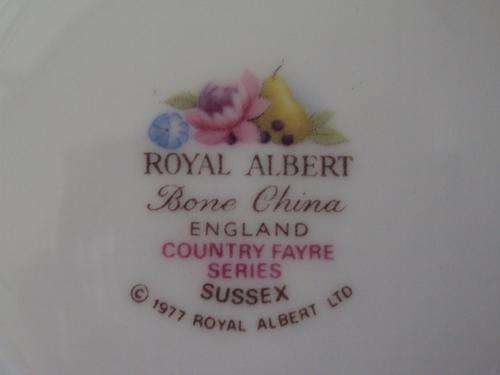 ROYAL ALBERT
Bone China
ENGLAND
COUNTRY FAYRE
SERIES
SUSSEX
© 1977 ROYAL ALBERT LTD